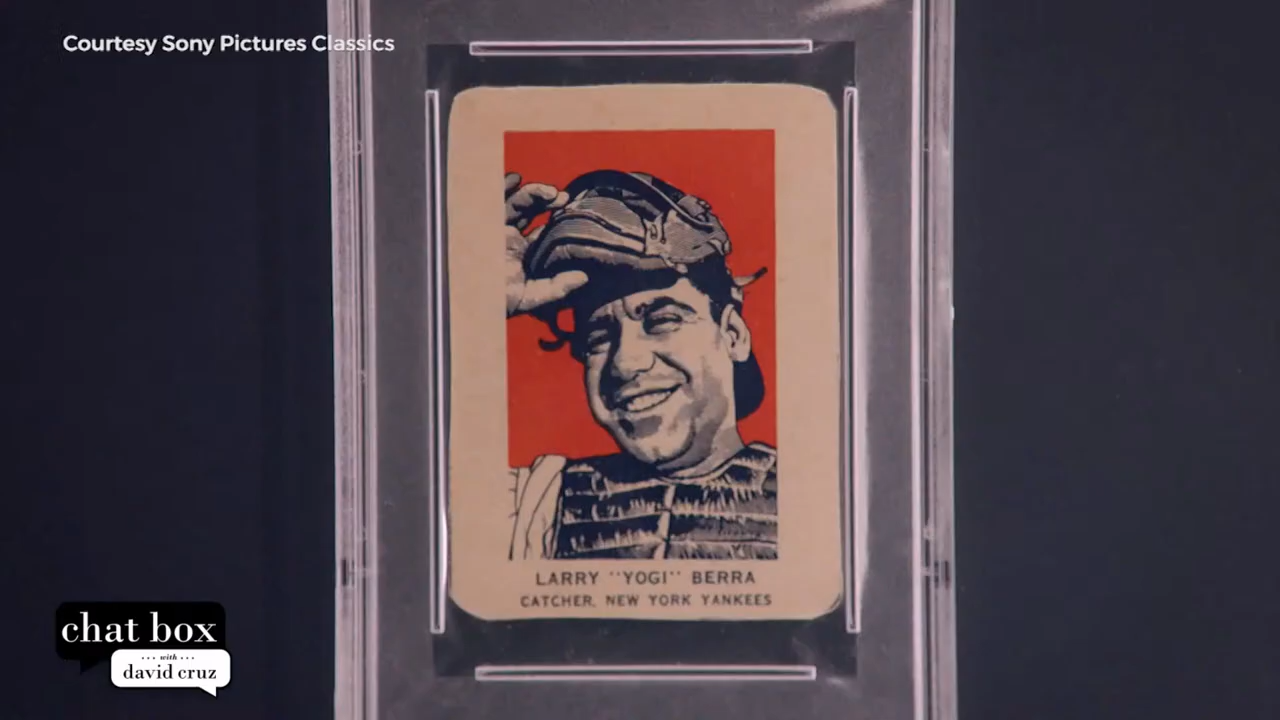 Courtesy Sony Pictures Classics
LARRY "YOGI" BERRA
CATCHER, NEW YORK YANKEES
chat box
with
david cruz